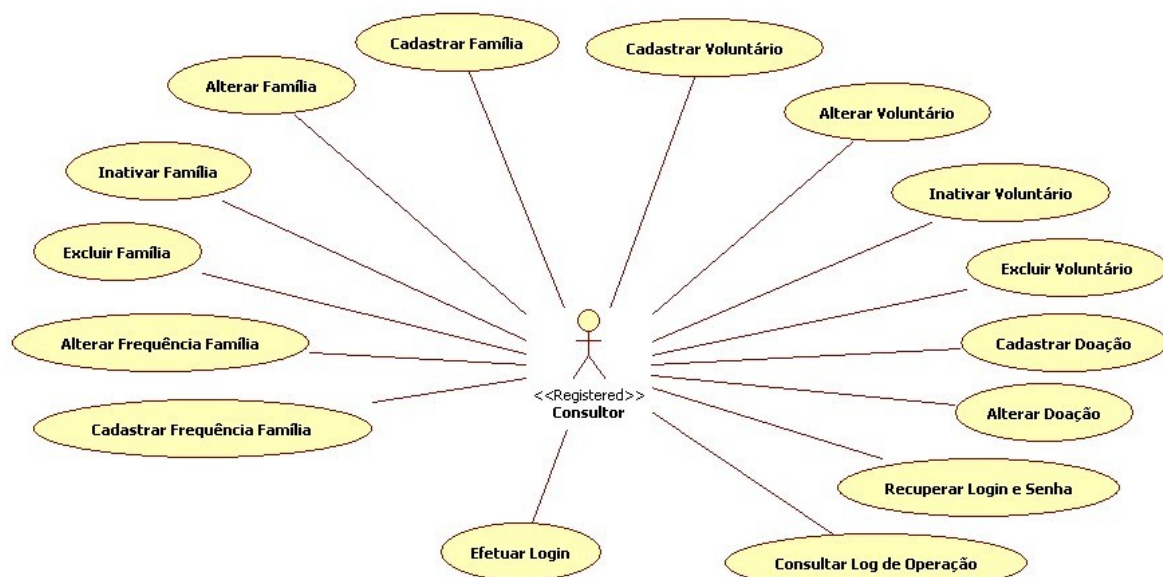 Cadastrar Família
Cadastrar Voluntário
Alterar Família
Alterar Voluntário
Inativar Família
Inativar Voluntário
Excluir Família
Excluir Voluntário
Alterar Frequência Família
Cadastrar Doação
<<Registered>>
Consultor
Alterar Doação
Cadastrar Frequência Família
Recuperar Login e Senha
Efetuar Login
Consultar Log de Operação